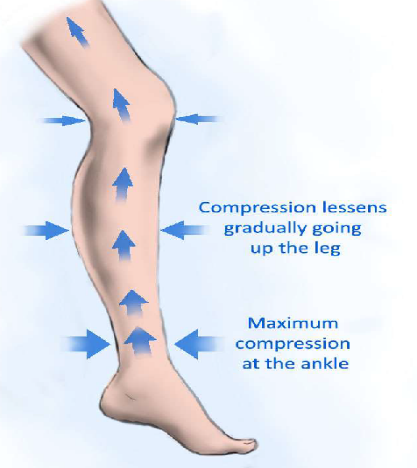 Compression lessens
gradually going
up the leg
Maximum
compression
at the ankle